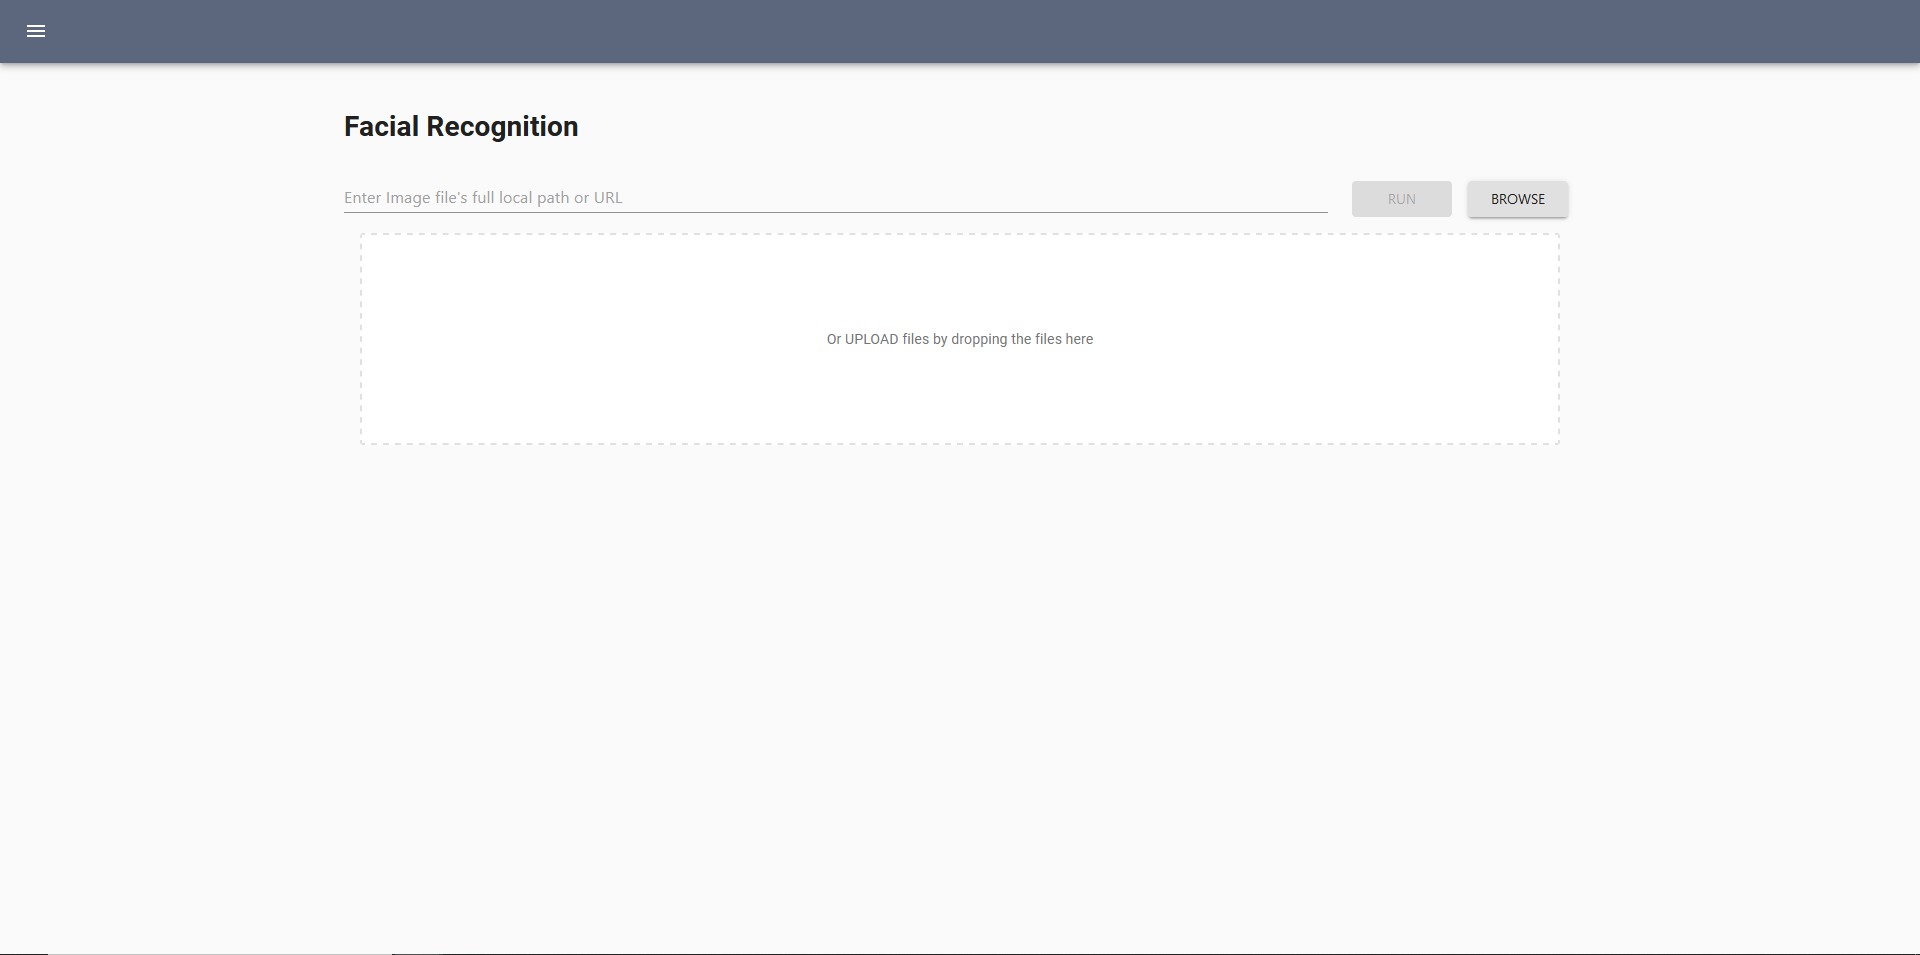 Facial Recognition
Enter Image file's full local path or URL
RUN
BROWSE
Or UPLOAD files by dropping the files here